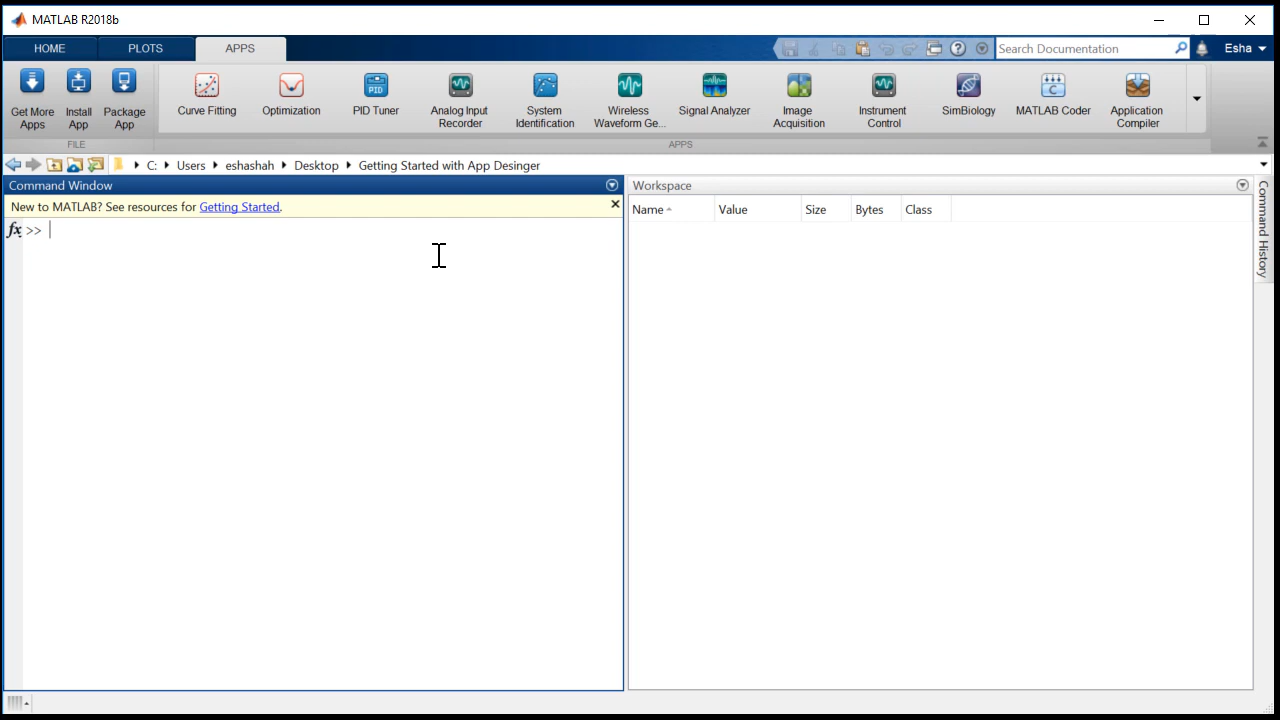 MATLAB R2018b
HOME PLOTS APPS
Search Documentation
Esha
Get More Apps
Install App
Package App
Curve Fitting
Optimization
PID
PID Tuner
Analog Input Recorder
System Identification
Wireless Waveform Ge...
Signal Analyzer
Image Acquisition
Instrument Control
SimBiology
C
MATLAB Coder
Application Compiler
FILE
APPS
C: Users eshashah Desktop Getting Started with App Desinger
Command Window
New to MATLAB? See resources for Getting Started.
fx >>
Workspace
Name Value Size Bytes Class
Command History